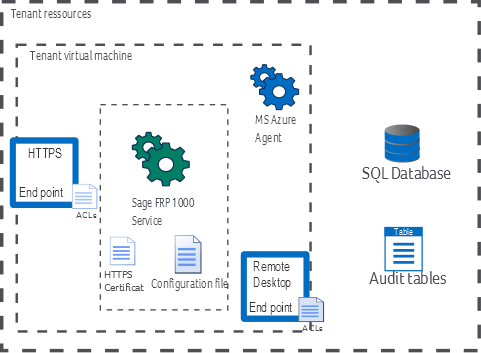 Tenant ressources
Tenant virtual machine
MS Azure
Agent
HTTPS
End point
ACLs
Sage FRP 1000
Service
HTTPS
Certificat
Configuration file
Remote
Desktop
End point
ACLs
SQL Database
Table
Audit tables